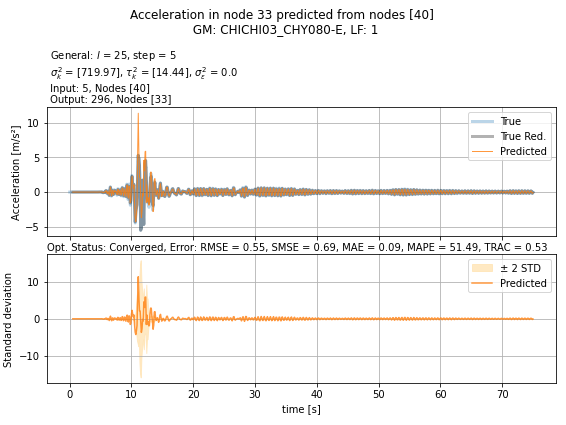 Acceleration in node 33 predicted from nodes [40]
GM: CHICHI03_CHY080-E, LF: 1
General: l = 25, step = 5
σ²ₖ = [719.97], τ²ₖ = [14.44], σ²ε = 0.0
Input: 5, Nodes [40]
Output: 296, Nodes [33]
Acceleration [m/s²]
10
5
0
−5
True
True Red.
Predicted
Opt. Status: Converged, Error: RMSE = 0.55, SMSE = 0.69, MAE = 0.09, MAPE = 51.49, TRAC = 0.53
Standard deviation
10
0
−10
± 2 STD
Predicted
0 10 20 30 40 50 60 70
time [s]